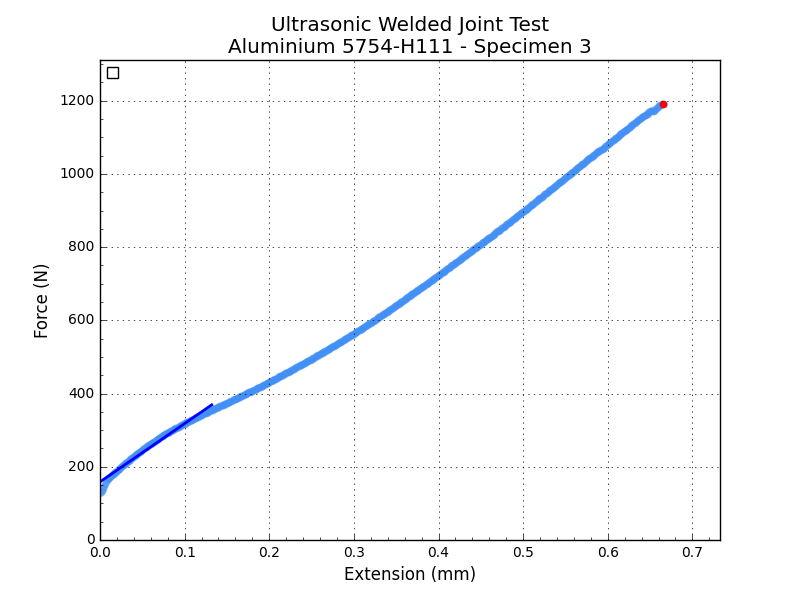 Ultrasonic Welded Joint Test
Aluminium 5754-H111 - Specimen 3
1200
1000
800
600
400
200
0
Force (N)
0.0 0.1 0.2 0.3 0.4 0.5 0.6 0.7
Extension (mm)